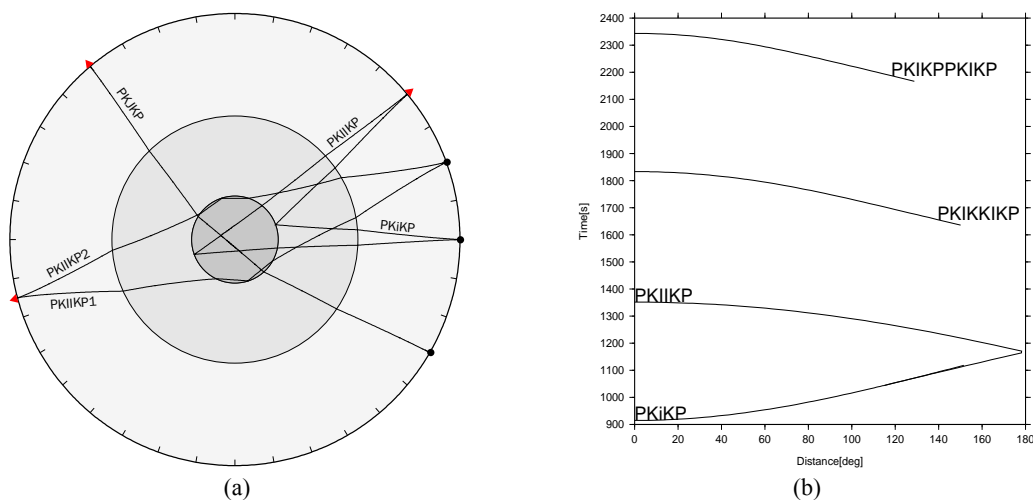 PKJKP
PKIIKP
PKiKP
PKIIKP2
PKIIKP1
(a)
2400
2300
2200
2100
2000
1900
1800
1700
1600
1500
1400
1300
1200
1100
1000
900
Time[s]
PKIKPPKIKP
PKIKKIKP
PKIIKP
PKiKP
0 20 40 60 80 100 120 140 160 180
Distance[deg]
(b)